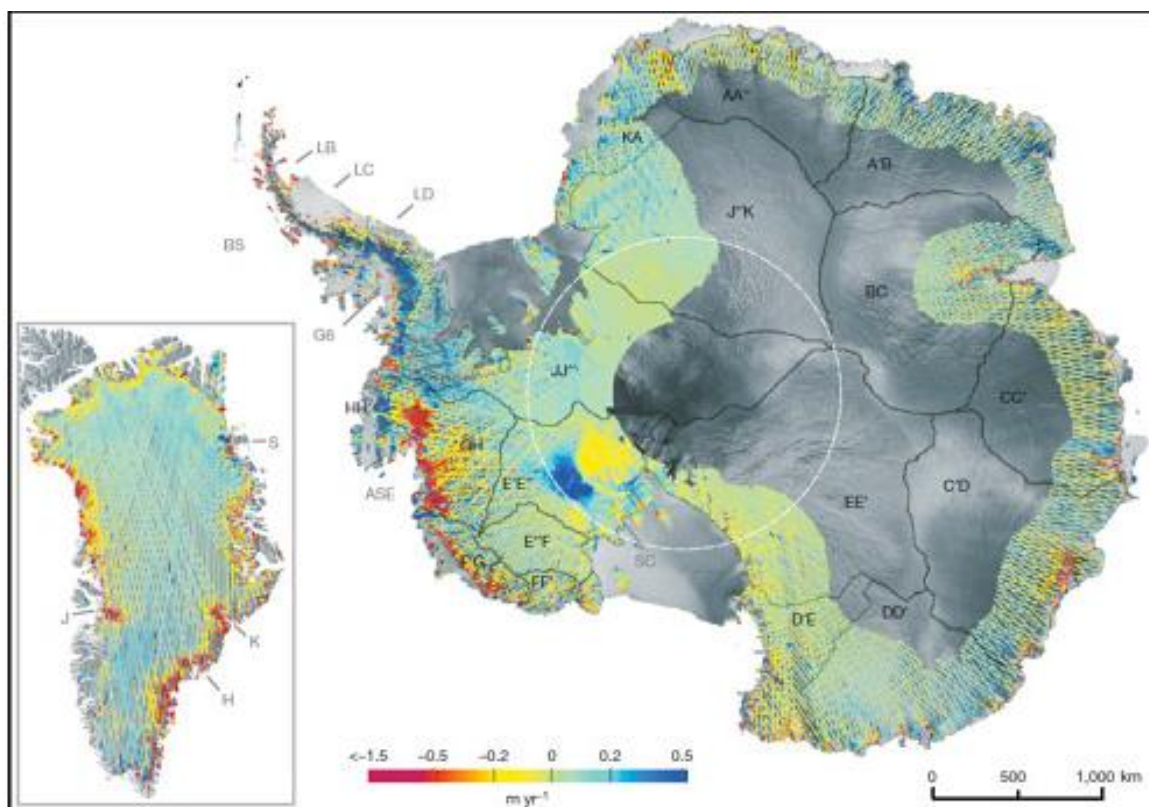 AA"
LB
KA
LC
A'B
LD
J"K
BS
BC
G6
JJ"
CC'
HH'
GH
S
ASE
E'E"
C'D
EE'
E"F
SC
FF'
J
D'E
DD'
K
H
<–1.5 –0.5 –0.2 0 0.2 0.5
m yr⁻¹
0 500 1,000 km